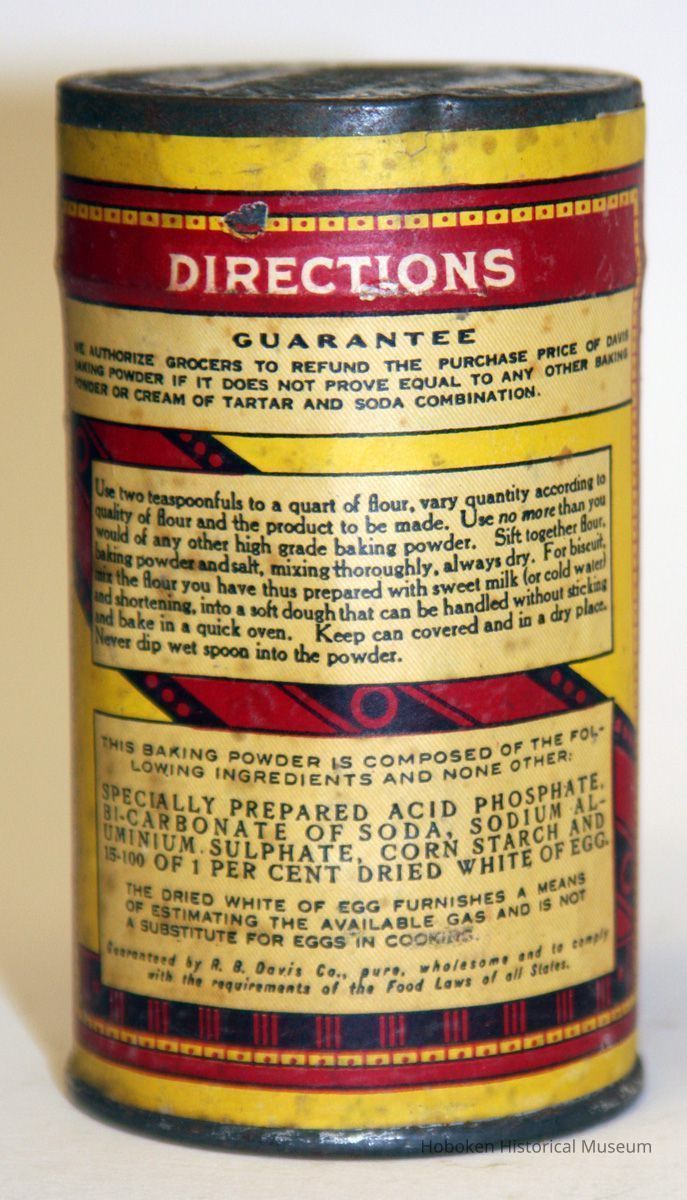 DIRECTIONS
GUARANTEE
WE AUTHORIZE GROCERS TO REFUND THE PURCHASE PRICE OF DAVIS
BAKING POWDER IF IT DOES NOT PROVE EQUAL TO ANY OTHER BAKING
POWDER OR CREAM OF TARTAR AND SODA COMBINATION.
Use two teaspoonfuls to a quart of flour, vary quantity according to
quality of flour and the product to be made. Use no more than you
would of any other high grade baking powder. Sift together flour,
baking powder and salt, mixing thoroughly, always dry. For biscuit,
mix the flour you have thus prepared with sweet milk (or cold water)
and shortening, into a soft dough that can be handled without sticking
and bake in a quick oven. Keep can covered and in a dry place.
Never dip wet spoon into the powder.
THIS BAKING POWDER IS COMPOSED OF THE FOL-
LOWING INGREDIENTS AND NONE OTHER:
SPECIALLY PREPARED ACID PHOSPHATE,
BI-CARBONATE OF SODA, SODIUM AL-
UMINIUM SULPHATE, CORN STARCH AND
15-100 OF 1 PER CENT DRIED WHITE OF EGG.
THE DRIED WHITE OF EGG FURNISHES A MEANS
OF ESTIMATING THE AVAILABLE GAS AND IS NOT
A SUBSTITUTE FOR EGGS IN COOKING.
Guaranteed by R. B. Davis Co., pure, wholesome and to comply
with the requirements of the Food Laws of all States.
Hoboken Historical Museum